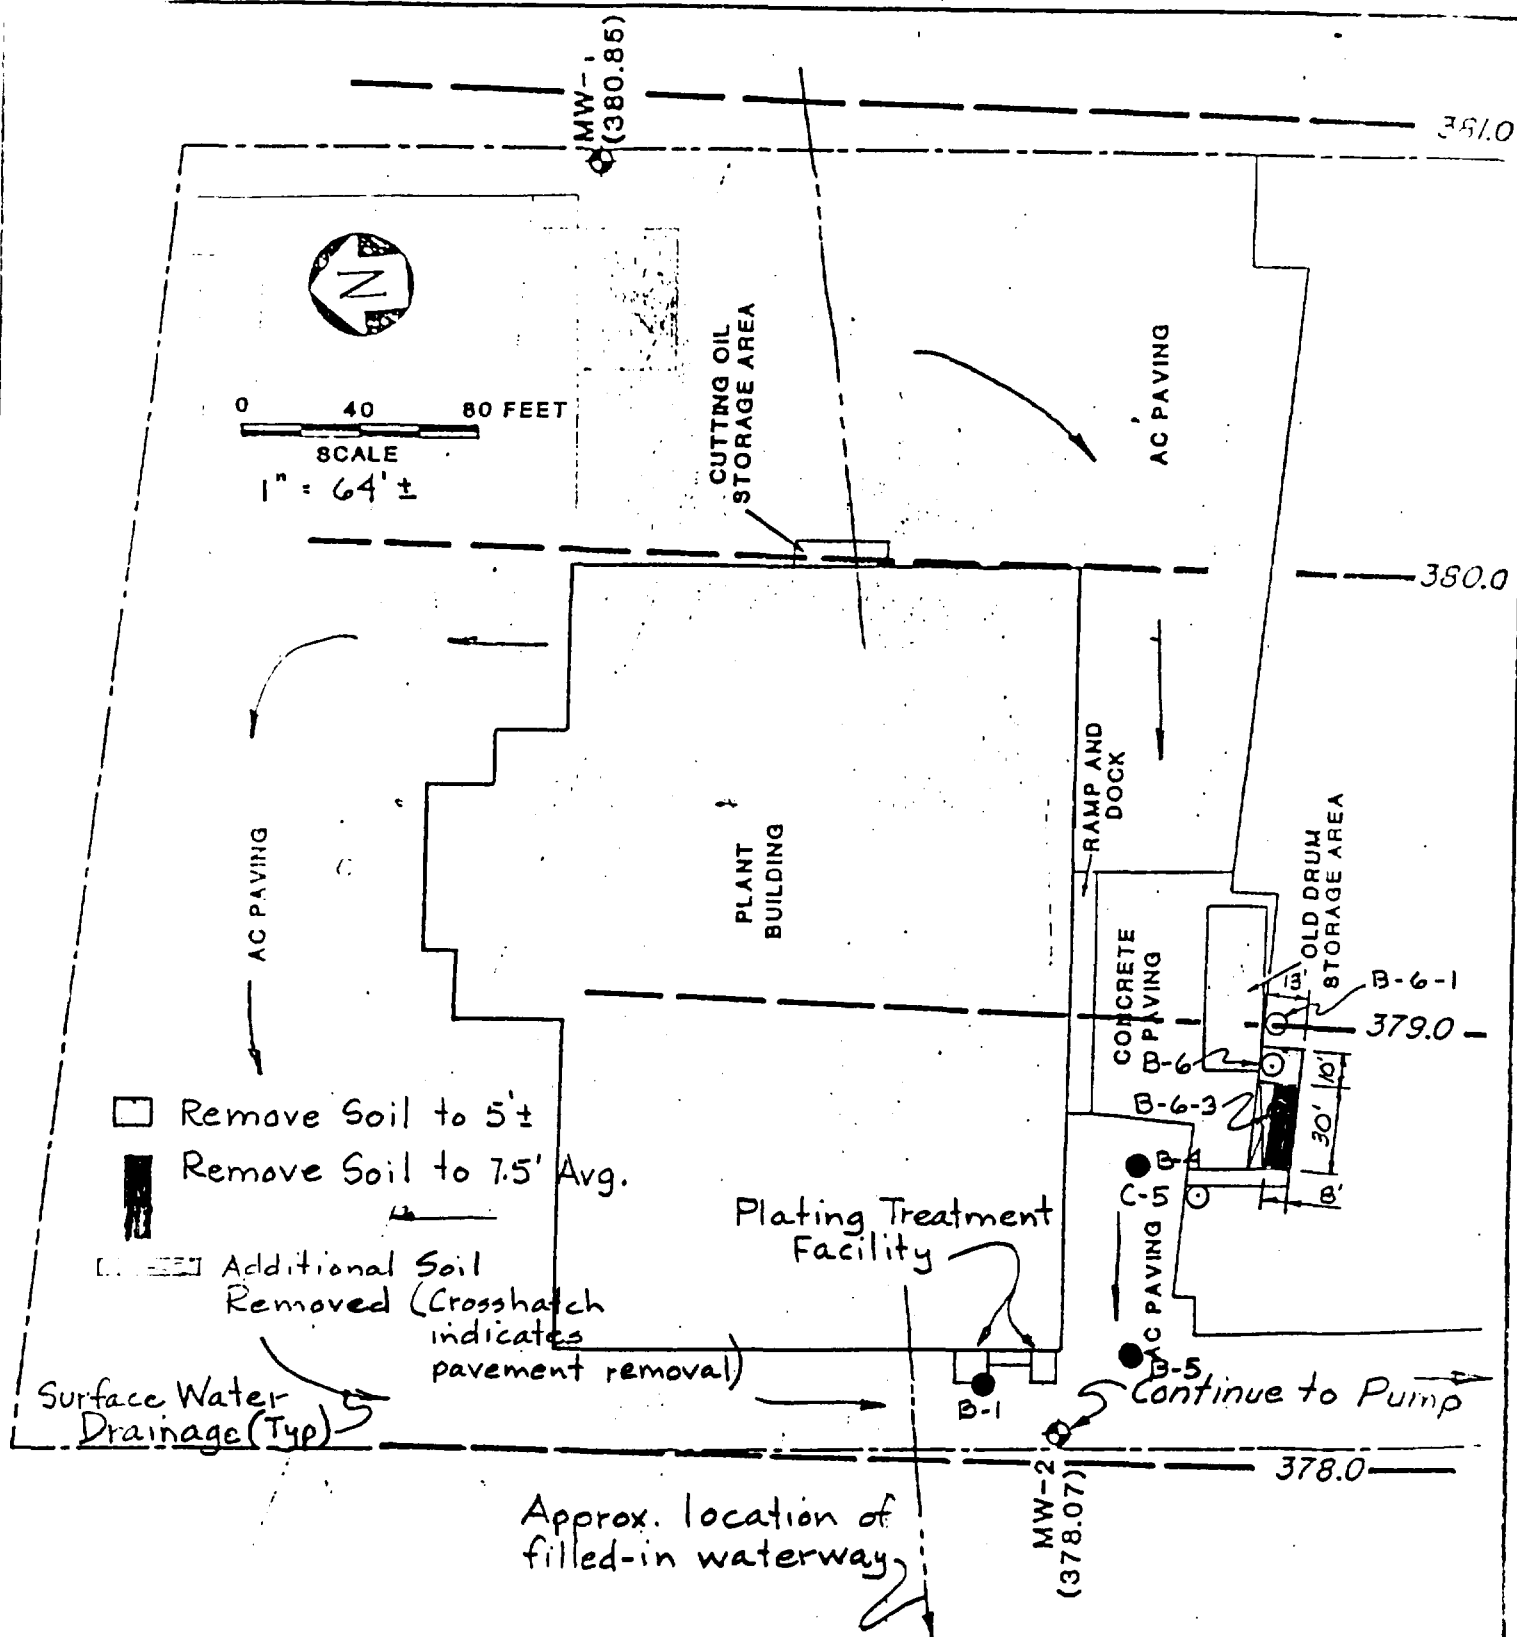 MW-1
(380.85)
381.0
N
0 40 80 FEET
SCALE
1" = 64' ±
CUTTING OIL
STORAGE AREA
AC PAVING
380.0
RAMP AND
DOCK
PLANT
BUILDING
AC PAVING
OLD DRUM
STORAGE AREA
CONCRETE
PAVING
13'
B-6-1
379.0
B-6
10'
B-6-3
30'
B-4
C-5
8'
Remove Soil to 5'±
Remove Soil to 7.5' Avg.
Additional Soil
Removed (Crosshatch
indicates
pavement removal)
Plating Treatment
Facility
AC PAVING
B-5
B-1
Continue to Pump
Surface Water
Drainage (Typ)
378.0
MW-2
(378.07)
Approx. location of
filled-in waterway